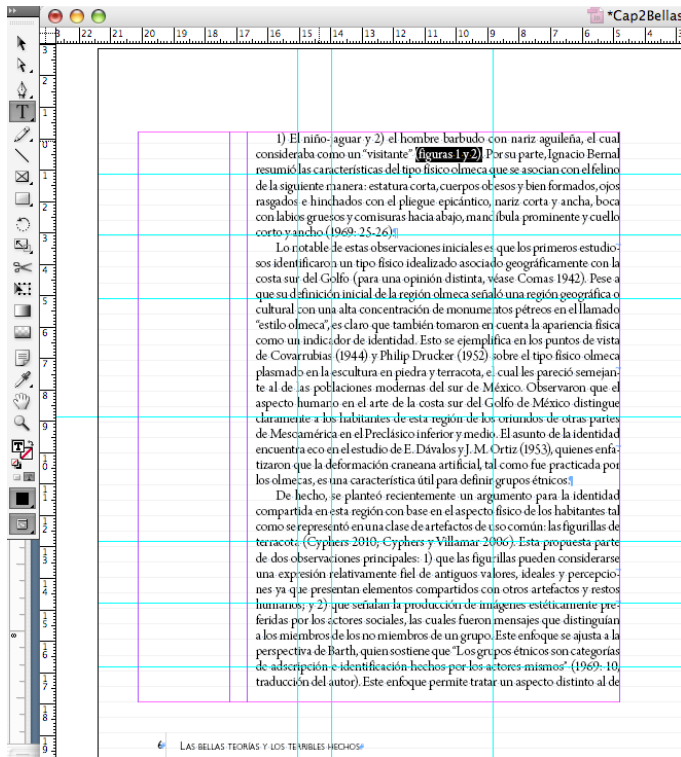 *Cap2Bellas
3 22 21 20 19 18 17 16 15 14 13 12 11 10 9 8 7 6 5 4 3
1) El niño-jaguar y 2) el hombre barbudo con nariz aguileña, el cual
consideraba como un “visitante” (figuras 1 y 2). Por su parte, Ignacio Bernal
resumió las características del tipo físico olmeca que se asocian con el felino
de la siguiente manera: estatura corta, cuerpos obesos y bien formados, ojos
rasgados e hinchados con el pliegue epicántico, nariz corta y ancha, boca
con labios gruesos y comisuras hacia abajo, mandíbula prominente y cuello
corto y ancho (1969: 25-26).
Lo notable de estas observaciones iniciales es que los primeros estudio-
sos identificaron un tipo físico idealizado asociado geográficamente con la
costa sur del Golfo (para una opinión distinta, véase Comas 1942). Pese a
que su definición inicial de la región olmeca señaló una región geográfica o
cultural con una alta concentración de monumentos pétreos en el llamado
“estilo olmeca”, es claro que también tomaron en cuenta la apariencia física
como un indicador de identidad. Esto se ejemplifica en los puntos de vista
de Covarrubias (1944) y Philip Drucker (1952) sobre el tipo físico olmeca
plasmado en la escultura en piedra y terracota, el cual les pareció semejan-
te al de las poblaciones modernas del sur de México. Observaron que el
aspecto humano en el arte de la costa sur del Golfo de México distingue
claramente a los habitantes de esta región de los oriundos de otras partes
de Mesoamérica en el Preclásico inferior y medio. El asunto de la identidad
encuentra eco en el estudio de E. Dávalos y J. M. Ortiz (1953), quienes enfa-
tizaron que la deformación craneana artificial, tal como fue practicada por
los olmecas, es una característica útil para definir grupos étnicos.
De hecho, se planteó recientemente un argumento para la identidad
compartida en esta región con base en el aspecto físico de los habitantes tal
como se representó en una clase de artefactos de uso común: las figurillas de
terracota (Cyphers 2010; Cyphers y Villamar 2006). Esta propuesta parte
de dos observaciones principales: 1) que las figurillas pueden considerarse
una expresión relativamente fiel de antiguos valores, ideales y percepcio-
nes ya que presentan elementos compartidos con otros artefactos y restos
humanos; y 2) que señalan la producción de imágenes estéticamente pre-
feridas por los actores sociales, las cuales fueron mensajes que distinguían
a los miembros de los no miembros de un grupo. Este enfoque se ajusta a la
perspectiva de Barth, quien sostiene que “Los grupos étnicos son categorías
de adscripción e identificación hechos por los actores mismos” (1969: 10,
traducción del autor). Este enfoque permite tratar un aspecto distinto al de
6 Las bellas teorías y los terribles hechos